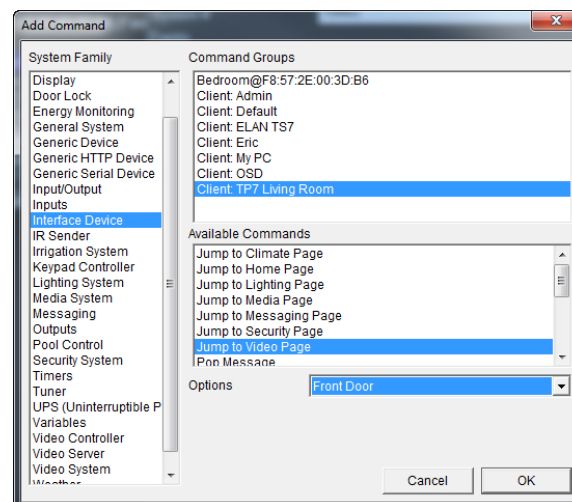 Add Command
System Family
Display
Door Lock
Energy Monitoring
General System
Generic Device
Generic HTTP Device
Generic Serial Device
Input/Output
Inputs
Interface Device
IR Sender
Irrigation System
Keypad Controller
Lighting System
Media System
Messaging
Outputs
Pool Control
Security System
Timers
Tuner
UPS (Uninterruptible P
Variables
Video Controller
Video Server
Video System
Weather
Command Groups
Bedroom@F8:57:2E:00:3D:B6
Client: Admin
Client: Default
Client: ELAN TS7
Client: Eric
Client: My PC
Client: OSD
Client: TP7 Living Room
Available Commands
Jump to Climate Page
Jump to Home Page
Jump to Lighting Page
Jump to Media Page
Jump to Messaging Page
Jump to Security Page
Jump to Video Page
Pop Message
Options
Front Door
Cancel
OK